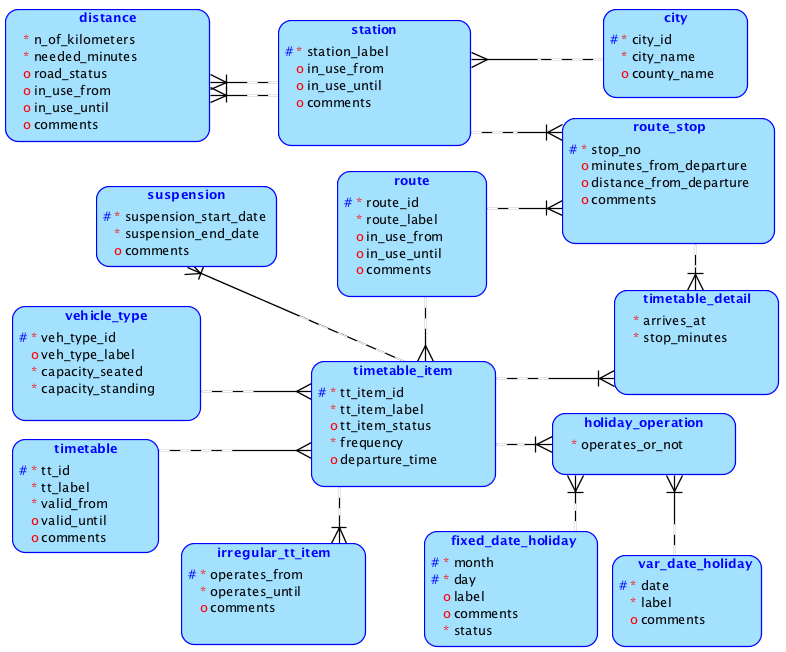 distance
* n_of_kilometers
* needed_minutes
o road_status
o in_use_from
o in_use_until
o comments
station
# * station_label
o in_use_from
o in_use_until
o comments
city
# * city_id
* city_name
o county_name
route_stop
# * stop_no
o minutes_from_departure
o distance_from_departure
o comments
route
# * route_id
* route_label
o in_use_from
o in_use_until
o comments
suspension
# * suspension_start_date
* suspension_end_date
o comments
timetable_detail
* arrives_at
* stop_minutes
vehicle_type
# * veh_type_id
o veh_type_label
* capacity_seated
* capacity_standing
timetable_item
# * tt_item_id
* tt_item_label
o tt_item_status
* frequency
o departure_time
holiday_operation
* operates_or_not
timetable
# * tt_id
* tt_label
* valid_from
o valid_until
o comments
irregular_tt_item
# * operates_from
* operates_until
o comments
fixed_date_holiday
# * month
# * day
o label
o comments
* status
var_date_holiday
# * date
* label
o comments